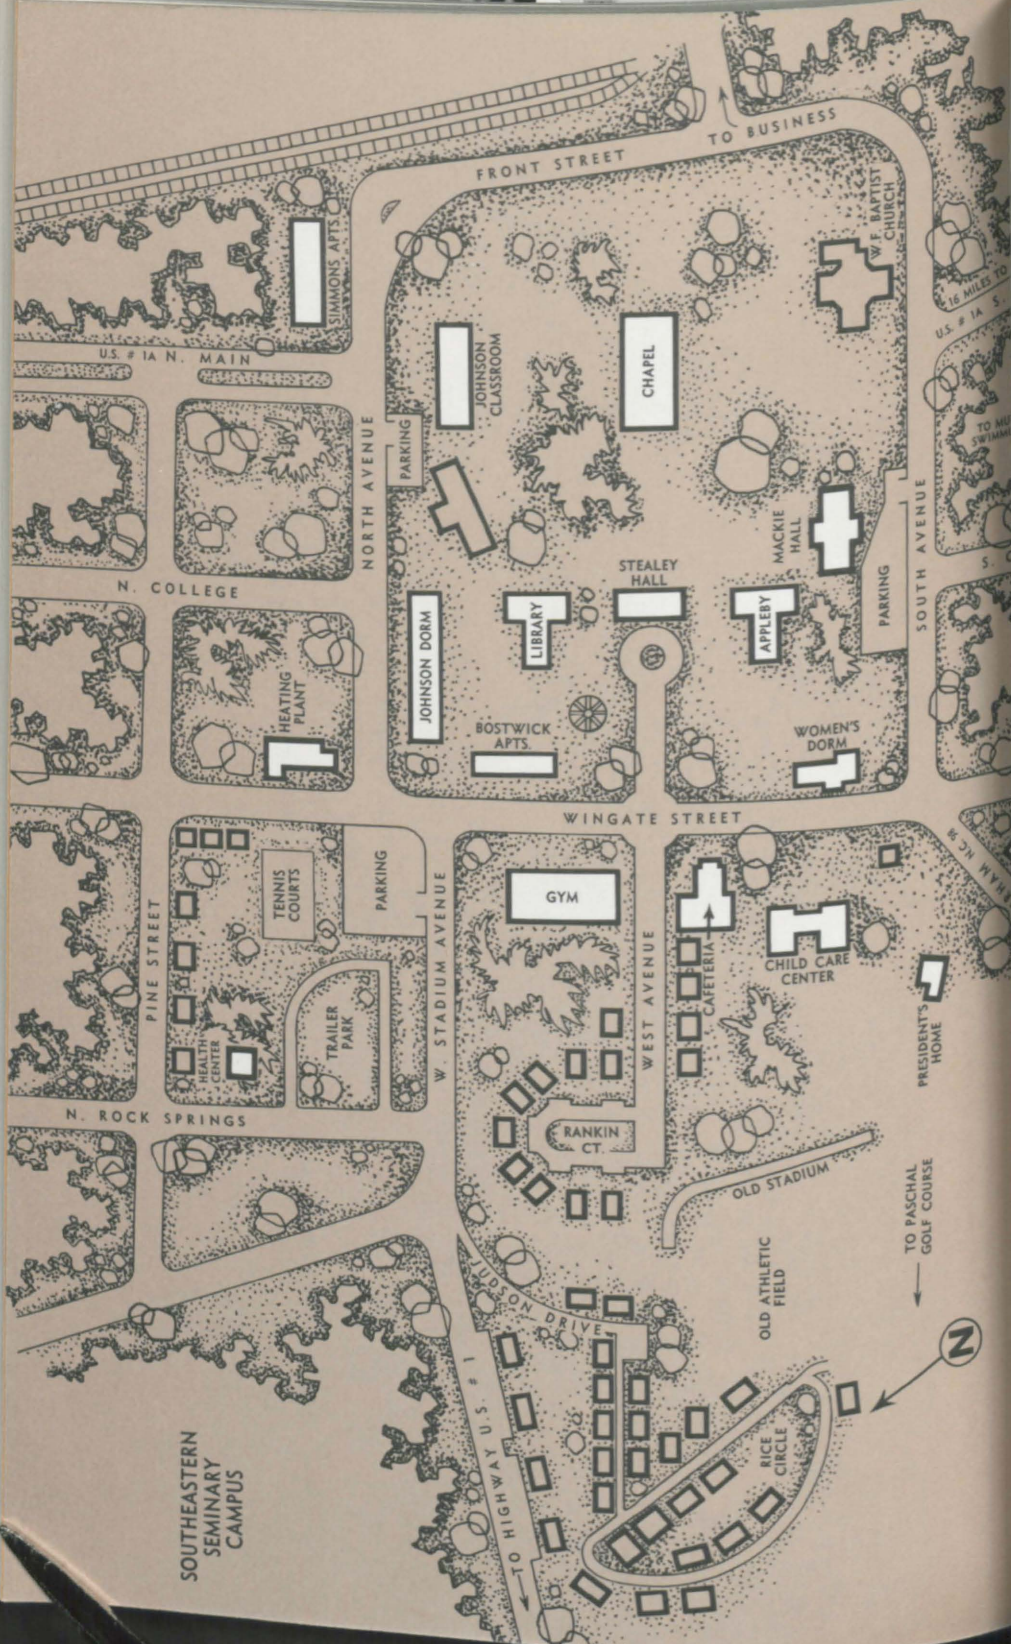 FRONT STREET
TO BUSINESS
W. F. BAPTIST
CHURCH
SIMMONS APTS.
16 MILES TO
U.S. # 1A S.
U.S. # 1A N. MAIN
JOHNSON
CLASSROOM
CHAPEL
NORTH AVENUE
PARKING
MACKIE
HALL
SOUTH AVENUE
PARKING
N. COLLEGE
S.
STEALEY
HALL
LIBRARY
APPLEBY
JOHNSON DORM
HEATING
PLANT
BOSTWICK
APTS.
WOMEN'S
DORM
WINGATE STREET
PINE STREET
TENNIS
COURTS
PARKING
W. STADIUM AVENUE
GYM
WEST AVENUE
CAFETERIA
CHILD CARE
CENTER
PRESIDENT'S
HOME
HEALTH
CENTER
TRAILER
PARK
N. ROCK SPRINGS
RANKIN
CT.
OLD STADIUM
TO PASCHAL
GOLF COURSE
OLD ATHLETIC
FIELD
JUDSON DRIVE
N
TO HIGHWAY U.S. # 1
RICE
CIRCLE
SOUTHEASTERN
SEMINARY
CAMPUS